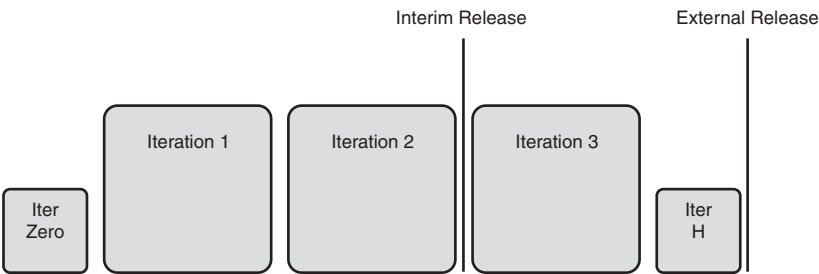 Interim Release
External Release
Iteration 1
Iteration 2
Iteration 3
Iter
Zero
Iter
H